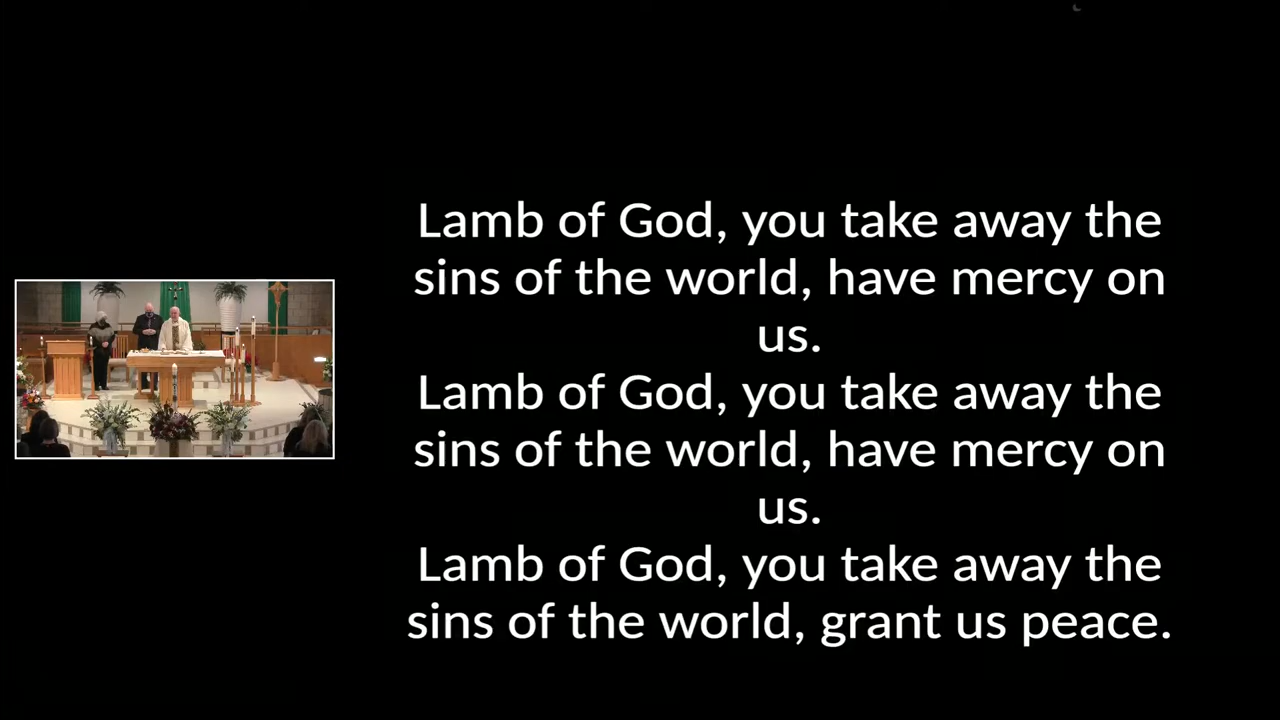 Lamb of God, you take away the
sins of the world, have mercy on
us.
Lamb of God, you take away the
sins of the world, have mercy on
us.
Lamb of God, you take away the
sins of the world, grant us peace.